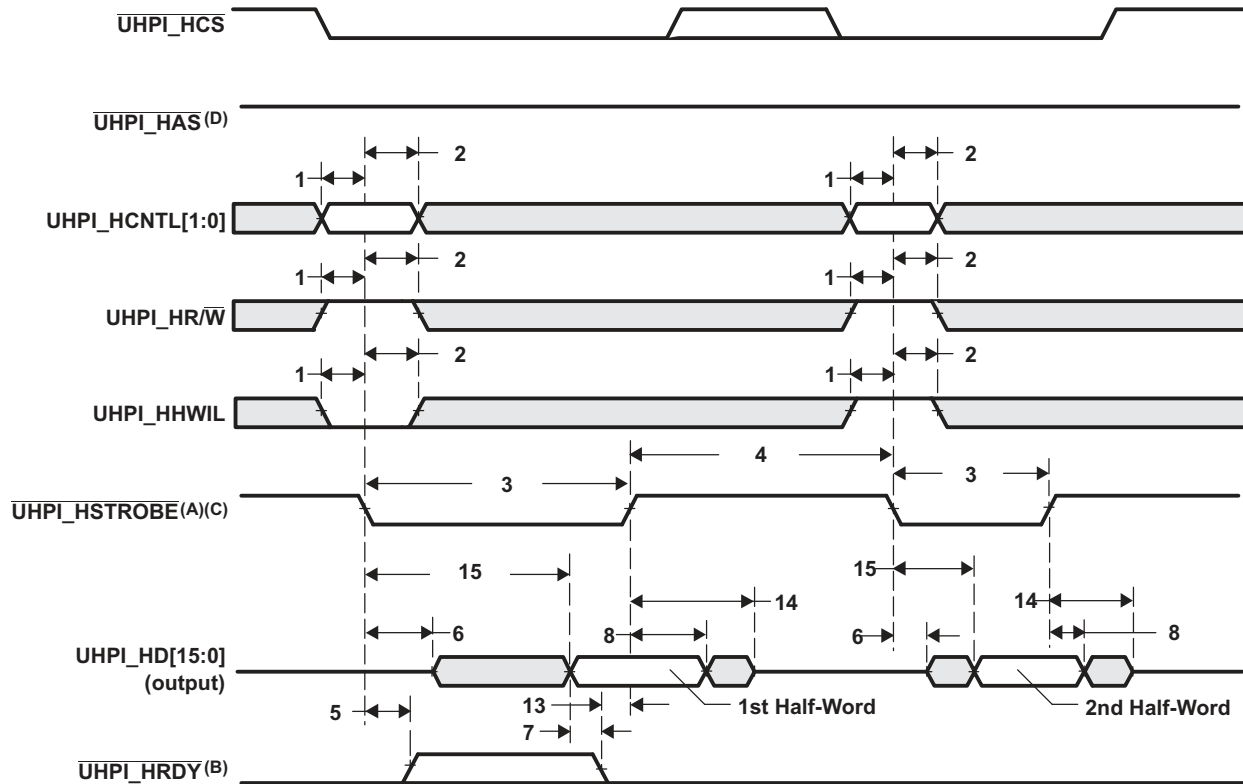 UHPI_HCS
UHPI_HAS(D)
2 2
1 1
UHPI_HCNTL[1:0]
2 2
1 1
UHPI_HR/W
2 2
1 1
UHPI_HHWIL
4
3 3
UHPI_HSTROBE(A)(C)
15 15
14 14
6 8 6 8
UHPI_HD[15:0]
(output)
5 13 1st Half-Word 2nd Half-Word
7
UHPI_HRDY(B)